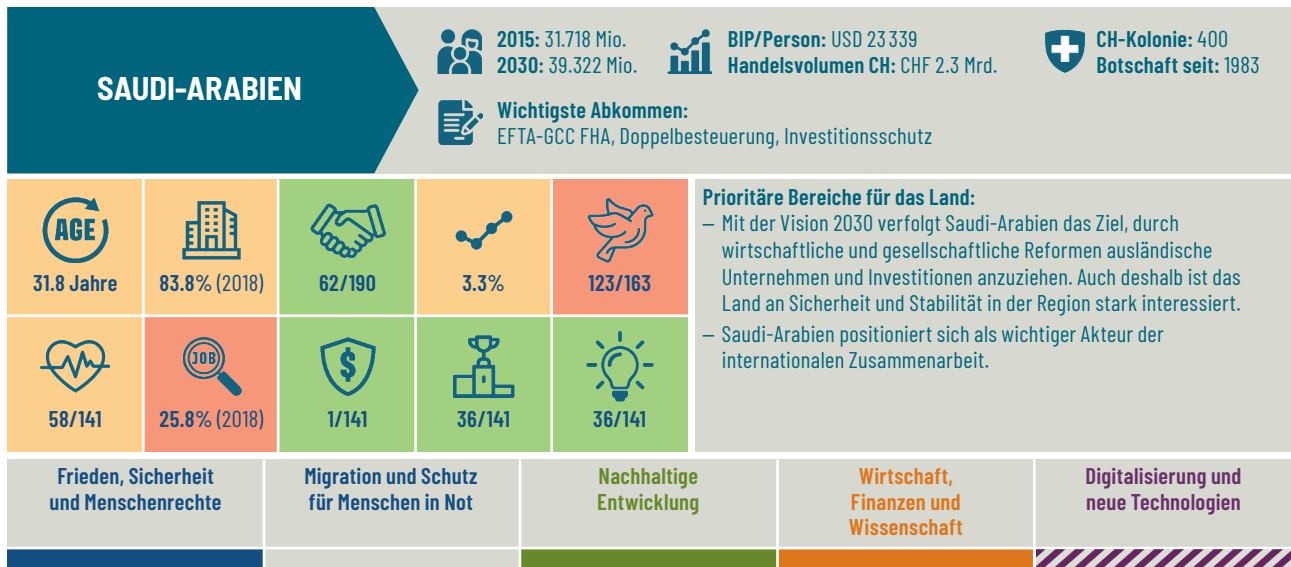 SAUDI-ARABIEN
2015: 31.718 Mio.
2030: 39.322 Mio.
BIP/Person: USD 23 339
Handelsvolumen CH: CHF 2.3 Mrd.
CH-Kolonie: 400
Botschaft seit: 1983
Wichtigste Abkommen:
EFTA-GCC FHA, Doppelbesteuerung, Investitionsschutz
AGE
31.8 Jahre
83.8% (2018)
62/190
3.3%
123/163
58/141
JOB
25.8% (2018)
$
1/141
36/141
36/141
Prioritäre Bereiche für das Land:
– Mit der Vision 2030 verfolgt Saudi-Arabien das Ziel, durch
wirtschaftliche und gesellschaftliche Reformen ausländische
Unternehmen und Investitionen anzuziehen. Auch deshalb ist das
Land an Sicherheit und Stabilität in der Region stark interessiert.
– Saudi-Arabien positioniert sich als wichtiger Akteur der
internationalen Zusammenarbeit.
Frieden, Sicherheit
und Menschenrechte
Migration und Schutz
für Menschen in Not
Nachhaltige
Entwicklung
Wirtschaft,
Finanzen und
Wissenschaft
Digitalisierung und
neue Technologien